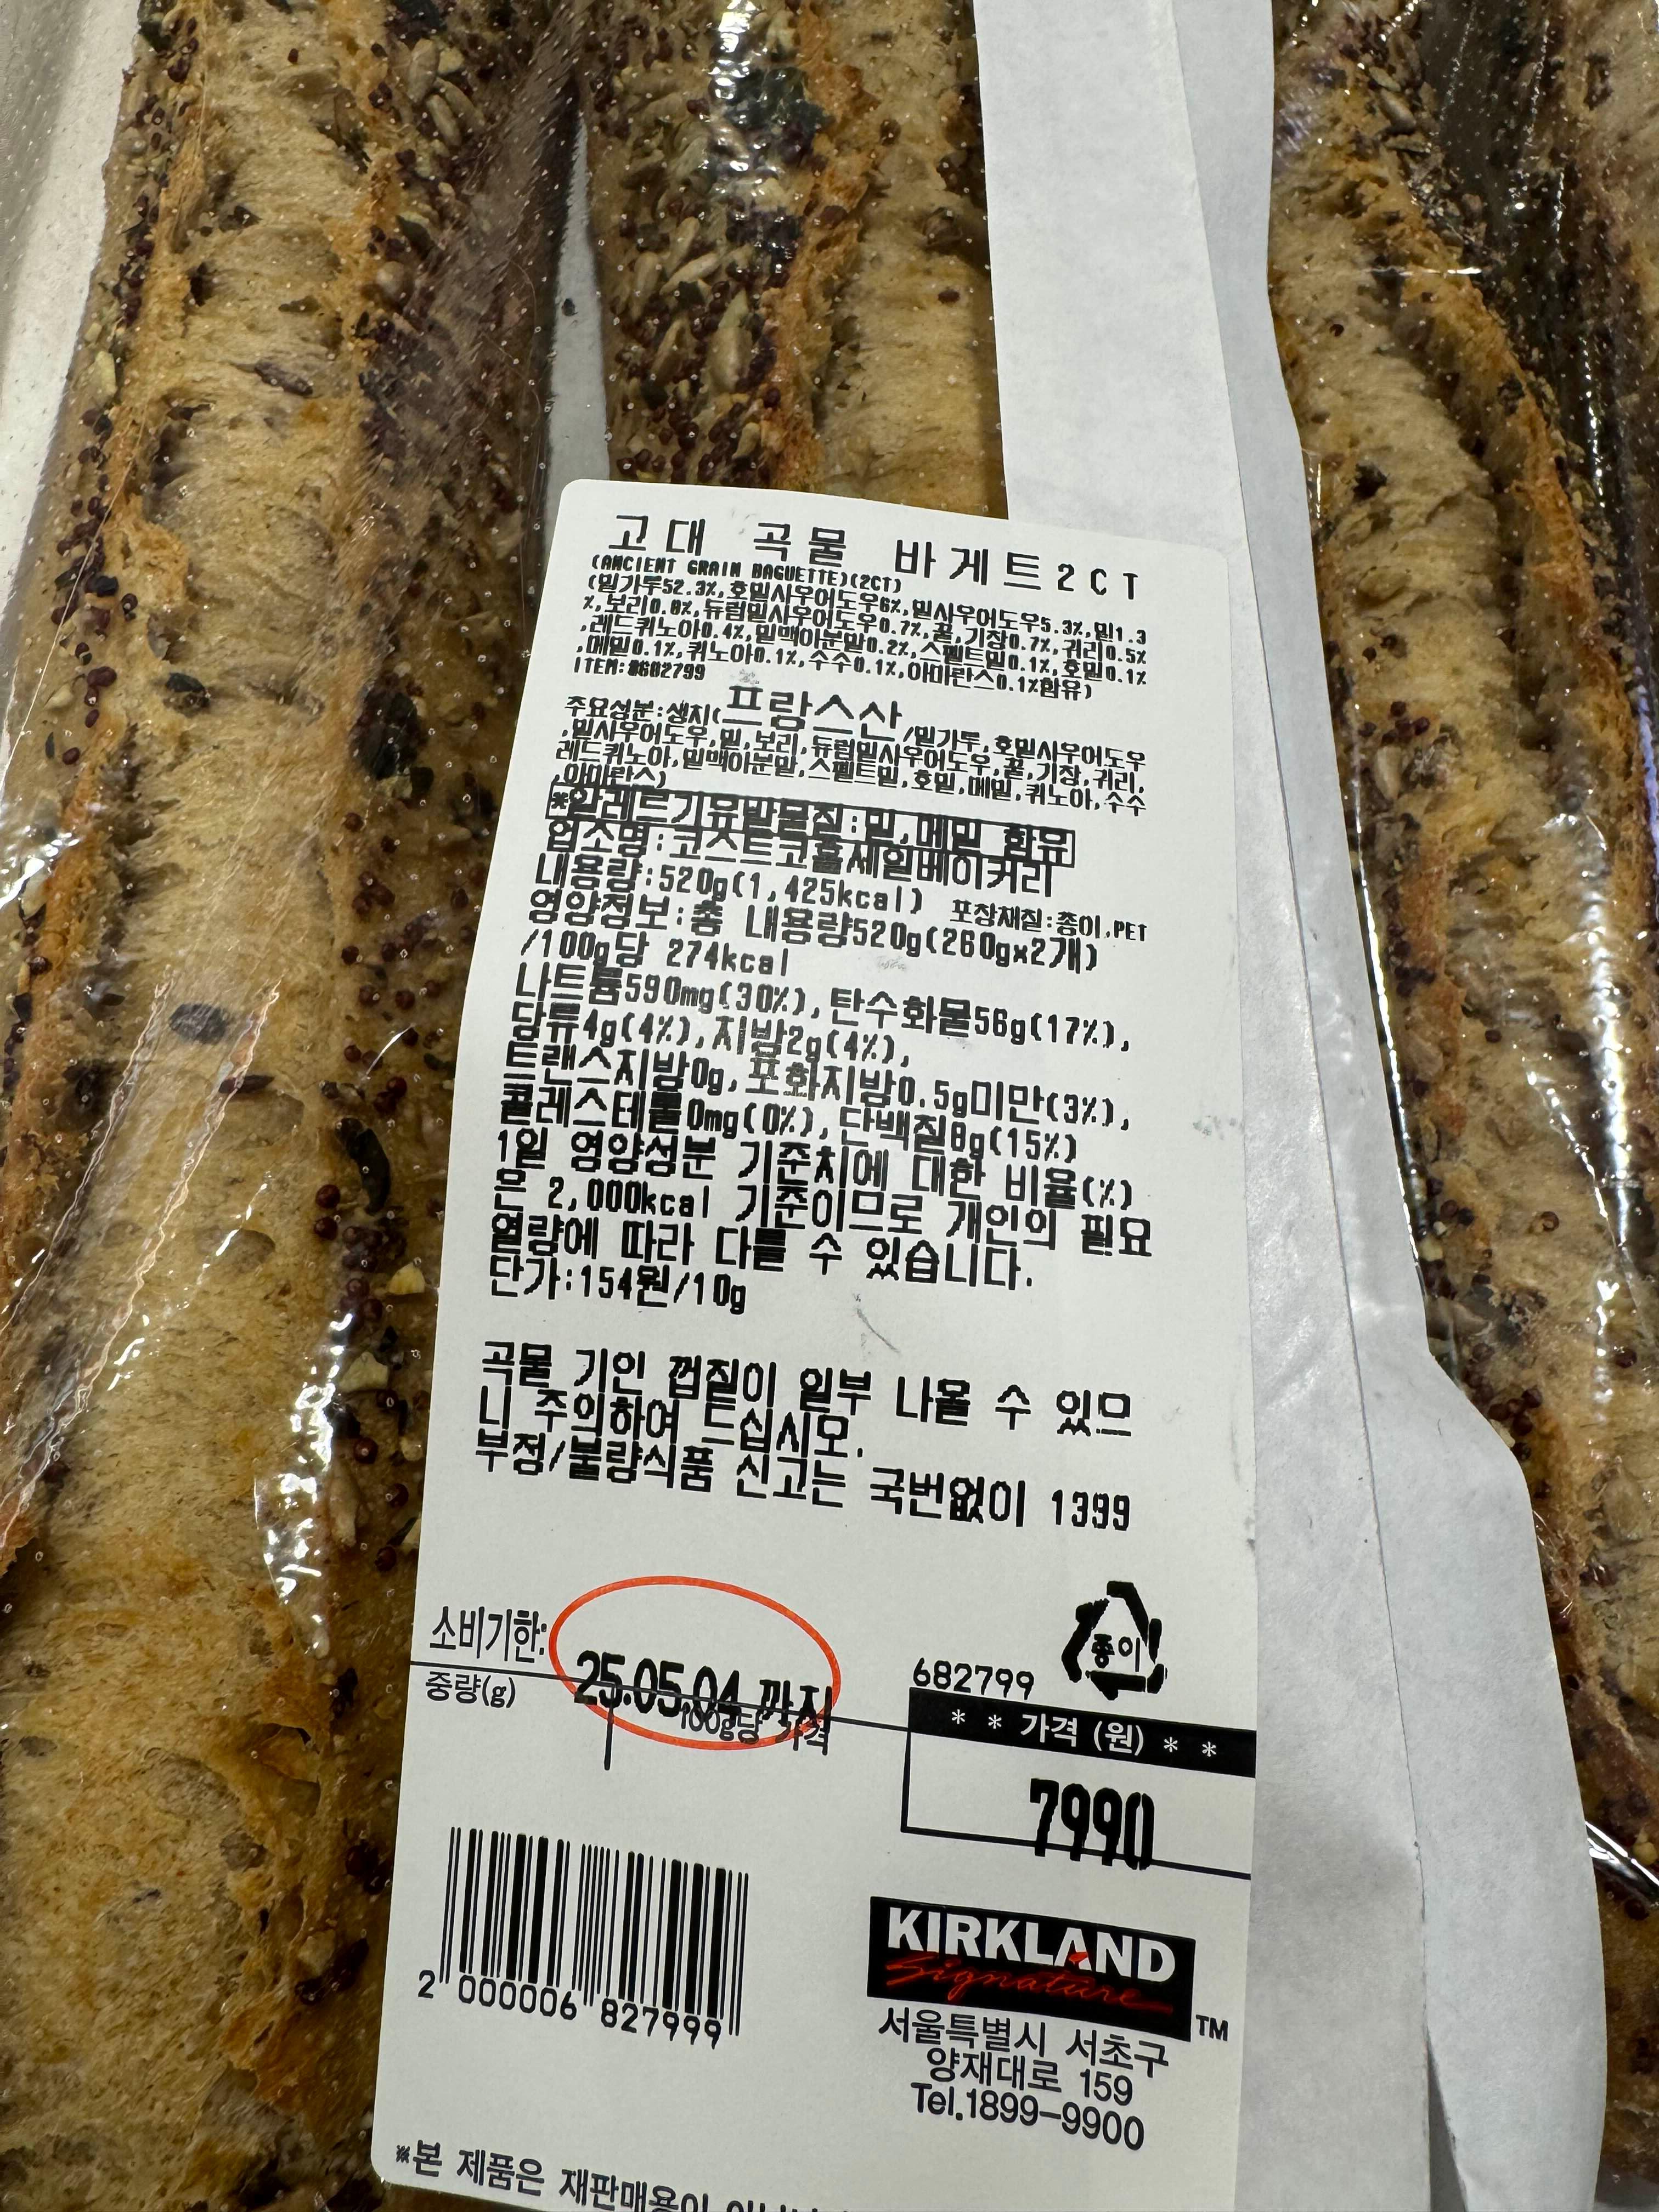 고대 곡물 바게트2CT
(ANCIENT GRAIN BAGUETTE)(2CT)
(밀가루52.3%,호밀사우어도우6%,밀사우어도우5.3%,밀1.3
%,보리0.8%,듀럼밀사우어도우0.7%,꿀,기장0.7%,귀리0.5%
,레드퀴노아0.4%,밀맥아분말0.2%,스펠트밀0.1%,호밀0.1%
,메밀0.1%,퀴노아0.1%,수수0.1%,아마란스0.1%함유)
ITEM:8682799
주요성분:생지(프랑스산/밀가루,호밀사우어도우
,밀사우어도우,밀,보리,듀럼밀사우어도우,꿀,기장,귀리,
레드퀴노아,밀맥아분말,스펠트밀,호밀,메밀,퀴노아,수수
,아마란스)
*알레르기유발물질:밀,메밀 함유
업소명:코스트코홀세일베이커리
내용량:520g(1,425kcal) 포장재질:종이,PET
영양정보:총 내용량520g(260gx2개)
/100g당 274kcal
나트륨590mg(30%),탄수화물56g(17%),
당류4g(4%),지방2g(4%),
트랜스지방0g,포화지방0.5g미만(3%),
콜레스테롤0mg(0%),단백질8g(15%)
1일 영양성분 기준치에 대한 비율(%)
은 2,000kcal 기준이므로 개인의 필요
열량에 따라 다를 수 있습니다.
단가:154원/10g
곡물 기인 껍질이 일부 나올 수 있으
니 주의하여 드십시오.
부정/불량식품 신고는 국번없이 1399
소비기한:
25.05.04 까지
중량(g)
100g당 가격
682799
종이
* * 가격 (원) * *
7990
2 000006 827999
KIRKLAND
Signature
TM
서울특별시 서초구
양재대로 159
Tel.1899-9900
※본 제품은 재판매용이